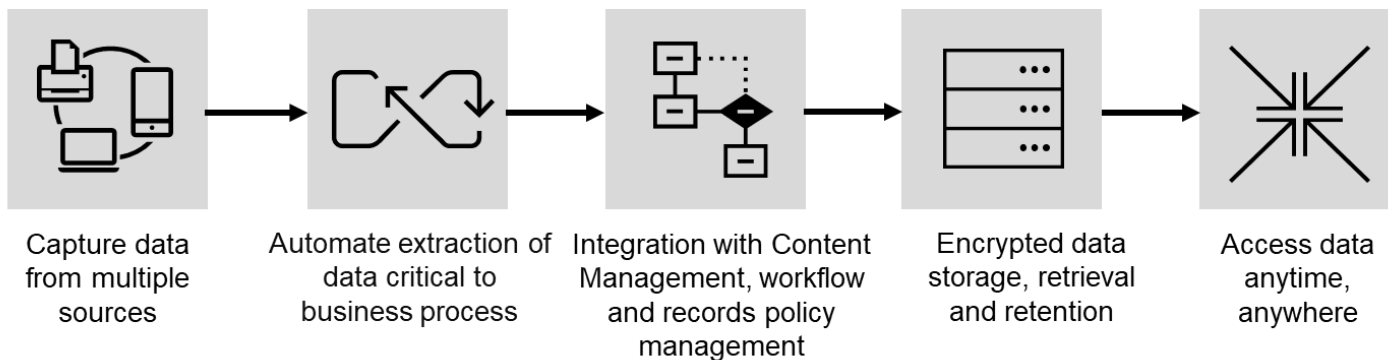 Capture data
from multiple
sources
Automate extraction of
data critical to
business process
Integration with Content
Management, workflow
and records policy
management
Encrypted data
storage, retrieval
and retention
Access data
anytime,
anywhere